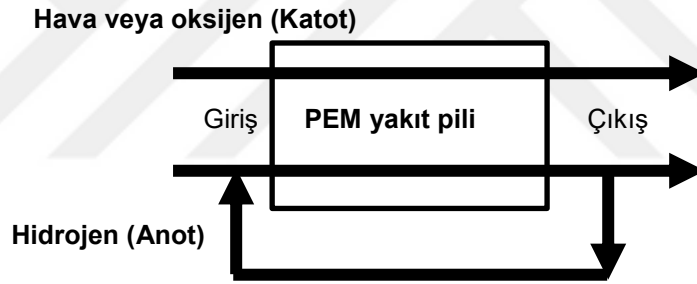 Hava veya oksijen (Katot)
Giriş PEM yakıt pili Çıkış
Hidrojen (Anot)